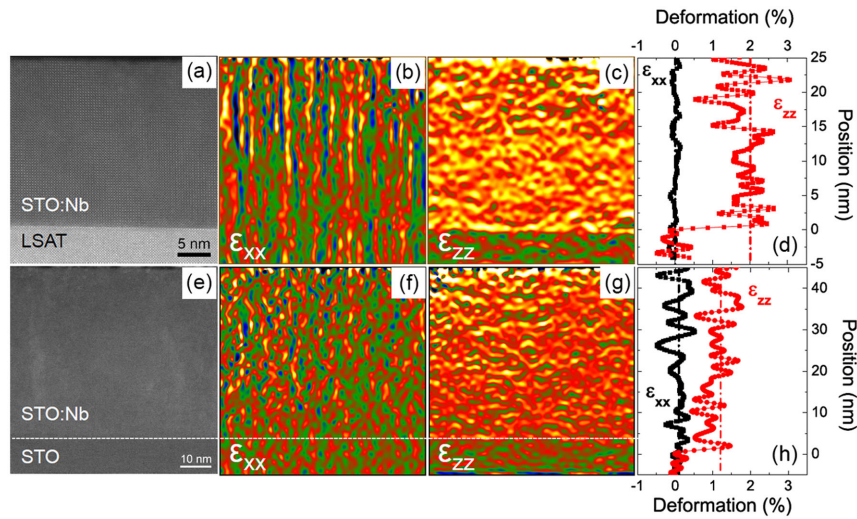 Deformation (%)
-1 0 1 2 3
(a) (b) (c)
εxx
εzz
25
20
15
10
5
0
-5
Position (nm)
STO:Nb
LSAT
5 nm
εxx
εzz
(d)
(e) (f) (g)
εzz
εxx
40
30
20
10
0
Position (nm)
STO:Nb
STO
10 nm
εxx
εzz
(h)
-1 0 1 2 3
Deformation (%)